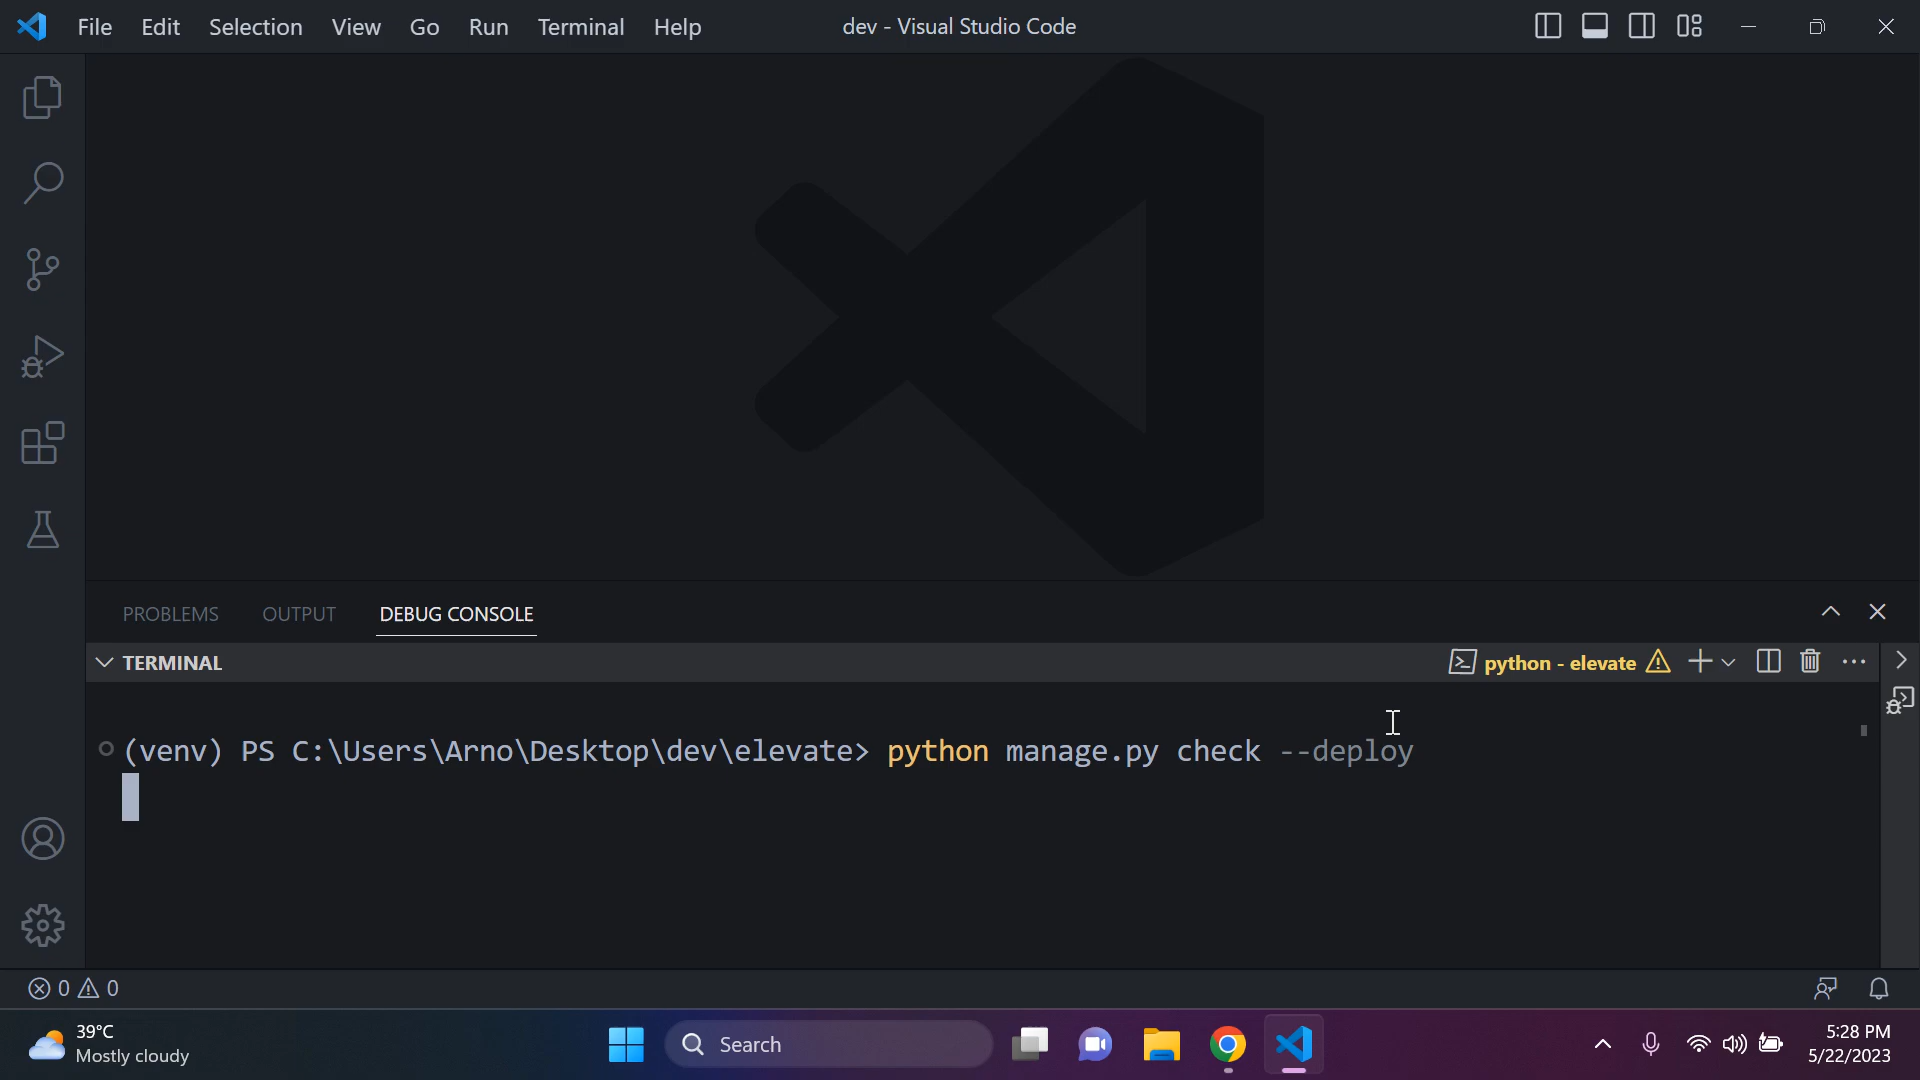 File Edit Selection View Go Run Terminal Help
dev - Visual Studio Code
PROBLEMS OUTPUT DEBUG CONSOLE
TERMINAL
python - elevate
(venv) PS C:\Users\Arno\Desktop\dev\elevate> python manage.py check --deploy
0 0
39°C
Mostly cloudy
Search
5:28 PM
5/22/2023